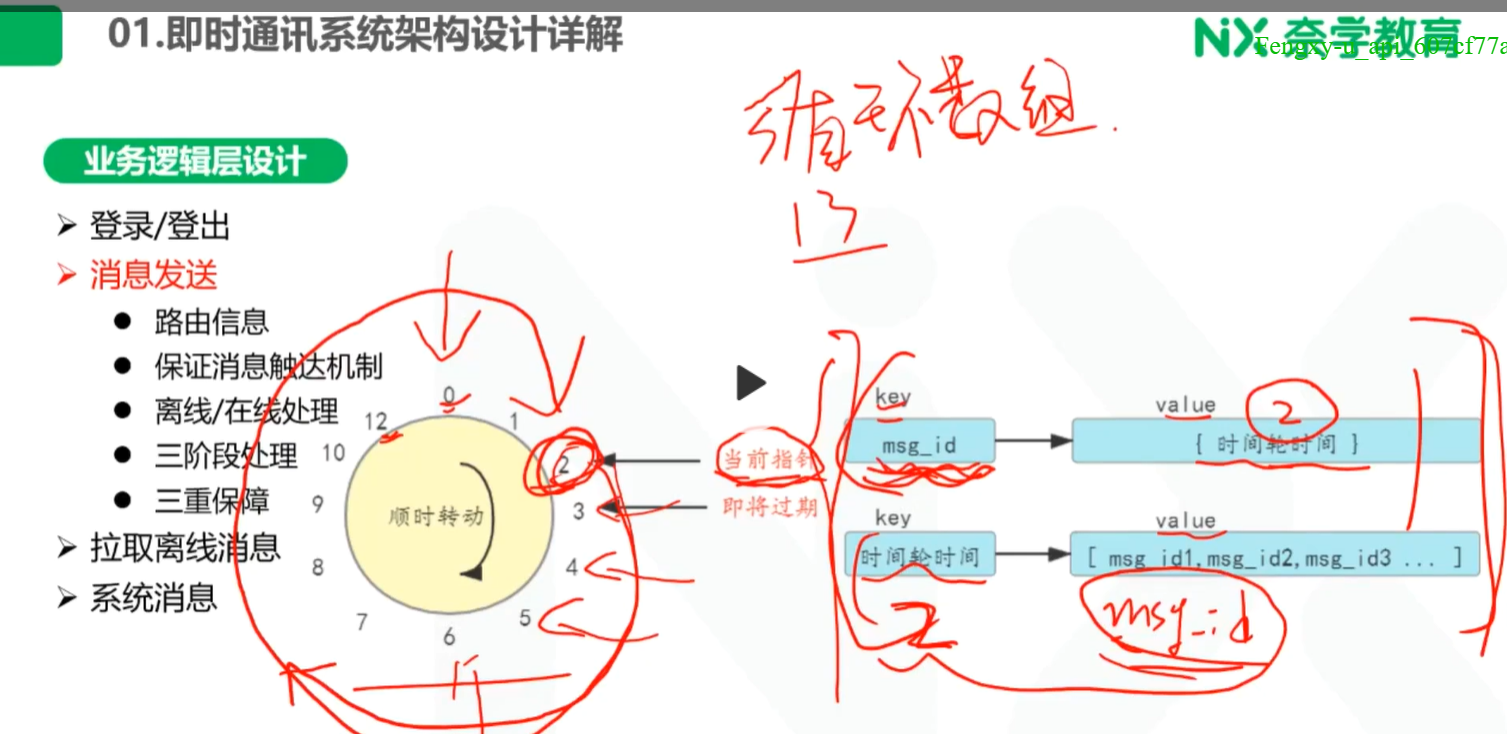 01.即时通讯系统架构设计详解
NX 奈学教育
Fengxy-u_api_607cf77a
循环数组
13
业务逻辑层设计
登录/登出
消息发送
路由信息
保证消息触达机制
离线/在线处理
三阶段处理
三重保障
拉取离线消息
系统消息
0
1
2
3
4
5
6
7
8
9
10
12
顺时转动
当前指针
即将过期
key
value
2
msg_id
{ 时间轮时间 }
key
value
时间轮时间
[ msg_id1,msg_id2,msg_id3 ... ]
2
msg_id